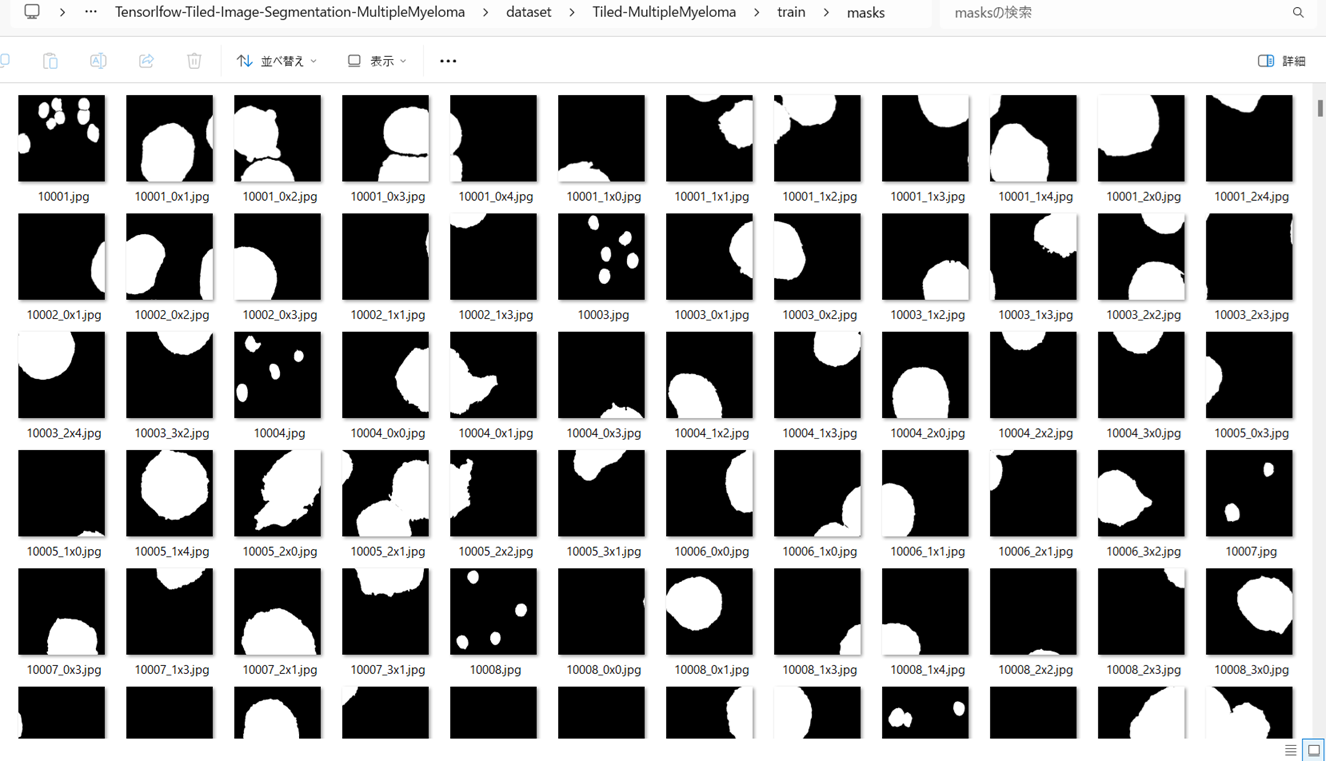 Tensorlfow-Tiled-Image-Segmentation-MultipleMyeloma > dataset > Tiled-MultipleMyeloma > train > masks masksの検索
並べ替え 表示 詳細
10001.jpg 10001_0x1.jpg 10001_0x2.jpg 10001_0x3.jpg 10001_0x4.jpg 10001_1x0.jpg 10001_1x1.jpg 10001_1x2.jpg 10001_1x3.jpg 10001_1x4.jpg 10001_2x0.jpg 10001_2x4.jpg
10002_0x1.jpg 10002_0x2.jpg 10002_0x3.jpg 10002_1x1.jpg 10002_1x3.jpg 10003.jpg 10003_0x1.jpg 10003_0x2.jpg 10003_1x2.jpg 10003_1x3.jpg 10003_2x2.jpg 10003_2x3.jpg
10003_2x4.jpg 10003_3x2.jpg 10004.jpg 10004_0x0.jpg 10004_0x1.jpg 10004_0x3.jpg 10004_1x2.jpg 10004_1x3.jpg 10004_2x0.jpg 10004_2x2.jpg 10004_3x0.jpg 10005_0x3.jpg
10005_1x0.jpg 10005_1x4.jpg 10005_2x0.jpg 10005_2x1.jpg 10005_2x2.jpg 10005_3x1.jpg 10006_0x0.jpg 10006_1x0.jpg 10006_1x1.jpg 10006_2x1.jpg 10006_3x2.jpg 10007.jpg
10007_0x3.jpg 10007_1x3.jpg 10007_2x1.jpg 10007_3x1.jpg 10008.jpg 10008_0x0.jpg 10008_0x1.jpg 10008_1x3.jpg 10008_1x4.jpg 10008_2x2.jpg 10008_2x3.jpg 10008_3x0.jpg